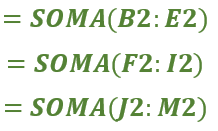 = SOMA(B2:E2)
= SOMA(F2:I2)
= SOMA(J2:M2)